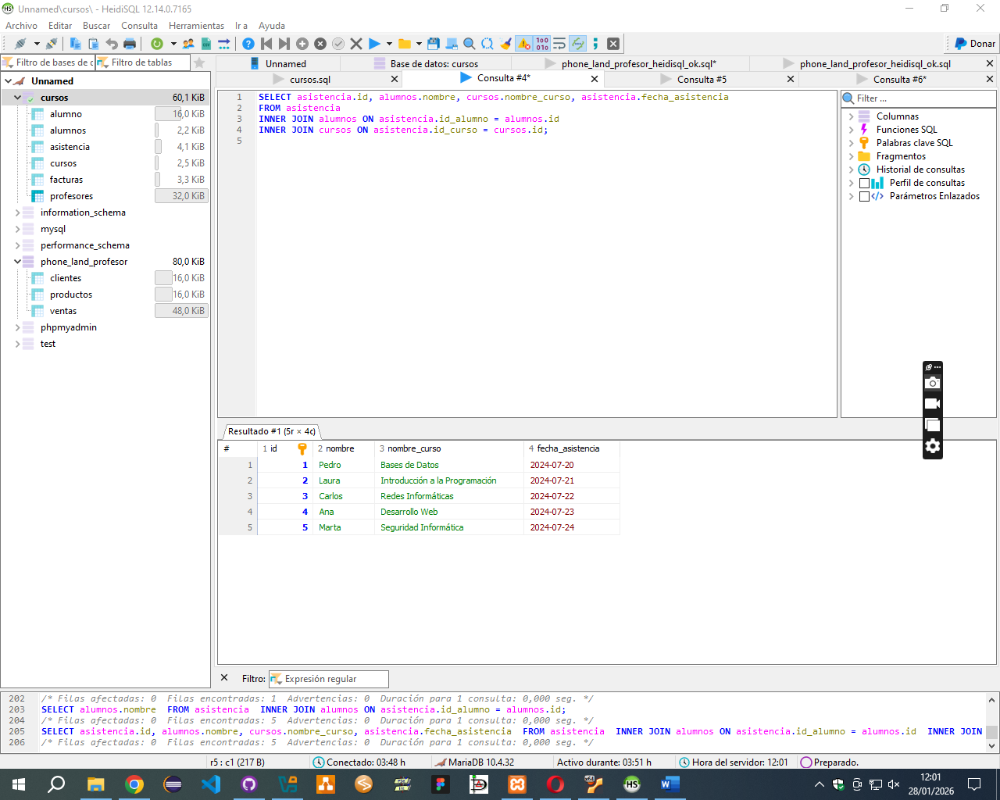 Unnamed\cursos\ - HeidiSQL 12.14.0.7165
Archivo Editar Buscar Consulta Herramientas Ir a Ayuda
Donar
Filtro de bases de c Filtro de tablas
Unnamed Base de datos: cursos phone_land_profesor_heidisql_ok.sql* phone_land_profesor_heidisql_ok.sql
cursos.sql Consulta #4* Consulta #5 Consulta #6*
Unnamed
cursos 60,1 KiB
alumno 16,0 KiB
alumnos 2,2 KiB
asistencia 4,1 KiB
cursos 2,5 KiB
facturas 3,3 KiB
profesores 32,0 KiB
information_schema
mysql
performance_schema
phone_land_profesor 80,0 KiB
clientes 16,0 KiB
productos 16,0 KiB
ventas 48,0 KiB
phpmyadmin
test
1 SELECT asistencia.id, alumnos.nombre, cursos.nombre_curso, asistencia.fecha_asistencia
2 FROM asistencia
3 INNER JOIN alumnos ON asistencia.id_alumno = alumnos.id
4 INNER JOIN cursos ON asistencia.id_curso = cursos.id;
5
Filter ...
Columnas
Funciones SQL
Palabras clave SQL
Fragmentos
Historial de consultas
Perfil de consultas
Parámetros Enlazados
Resultado #1 (5r × 4c)
# 1 id 2 nombre 3 nombre_curso 4 fecha_asistencia
1 1 Pedro Bases de Datos 2024-07-20
2 2 Laura Introducción a la Programación 2024-07-21
3 3 Carlos Redes Informáticas 2024-07-22
4 4 Ana Desarrollo Web 2024-07-23
5 5 Marta Seguridad Informática 2024-07-24
Filtro: Expresión regular
202 /* Filas afectadas: 0 Filas encontradas: 1 Advertencias: 0 Duración para 1 consulta: 0,000 seg. */
203 SELECT alumnos.nombre FROM asistencia INNER JOIN alumnos ON asistencia.id_alumno = alumnos.id;
204 /* Filas afectadas: 0 Filas encontradas: 5 Advertencias: 0 Duración para 1 consulta: 0,000 seg. */
205 SELECT asistencia.id, alumnos.nombre, cursos.nombre_curso, asistencia.fecha_asistencia FROM asistencia INNER JOIN alumnos ON asistencia.id_alumno = alumnos.id INNER JOIN
206 /* Filas afectadas: 0 Filas encontradas: 5 Advertencias: 0 Duración para 1 consulta: 0,000 seg. */
r5 : c1 (217 B) Conectado: 03:48 h MariaDB 10.4.32 Activo durante: 03:51 h Hora del servidor: 12:01 Preparado.
12:01
28/01/2026